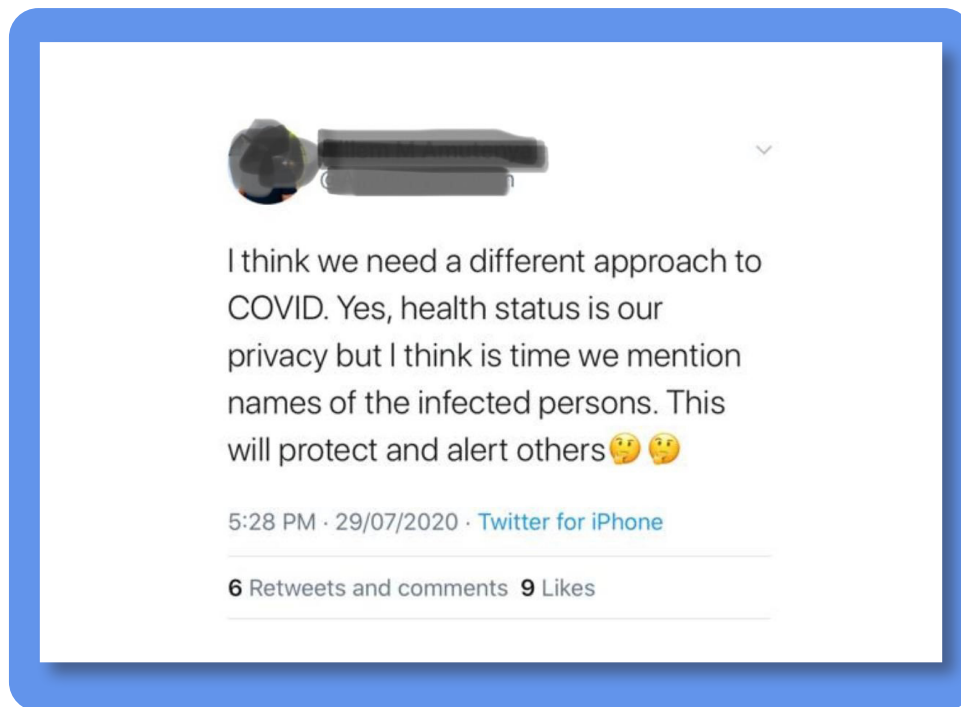 I think we need a different approach to
COVID. Yes, health status is our
privacy but I think is time we mention
names of the infected persons. This
will protect and alert others🤔🤔
5:28 PM · 29/07/2020 · Twitter for iPhone
6 Retweets and comments 9 Likes